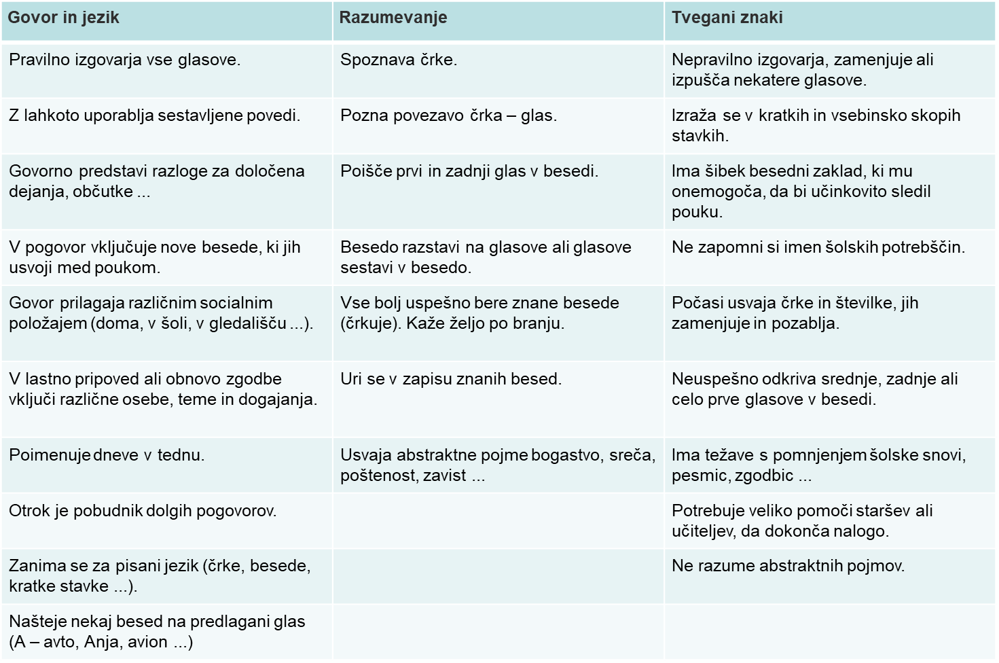 Govor in jezik
Razumevanje
Tvegani znaki
Pravilno izgovarja vse glasove.
Spoznava črke.
Nepravilno izgovarja, zamenjuje ali
izpušča nekatere glasove.
Z lahkoto uporablja sestavljene povedi.
Pozna povezavo črka – glas.
Izraža se v kratkih in vsebinsko skopih
stavkih.
Govorno predstavi razloge za določena
dejanja, občutke ...
Poišče prvi in zadnji glas v besedi.
Ima šibek besedni zaklad, ki mu
onemogoča, da bi učinkovito sledil
pouku.
V pogovor vključuje nove besede, ki jih
usvoji med poukom.
Besedo razstavi na glasove ali glasove
sestavi v besedo.
Ne zapomni si imen šolskih potrebščin.
Govor prilagaja različnim socialnim
položajem (doma, v šoli, v gledališču ...).
Vse bolj uspešno bere znane besede
(črkuje). Kaže željo po branju.
Počasi usvaja črke in številke, jih
zamenjuje in pozablja.
V lastno pripoved ali obnovo zgodbe
vključi različne osebe, teme in dogajanja.
Uri se v zapisu znanih besed.
Neuspešno odkriva srednje, zadnje ali
celo prve glasove v besedi.
Poimenuje dneve v tednu.
Usvaja abstraktne pojme bogastvo, sreča,
poštenost, zavist ...
Ima težave s pomnjenjem šolske snovi,
pesmic, zgodbic ...
Otrok je pobudnik dolgih pogovorov.
Potrebuje veliko pomoči staršev ali
učiteljev, da dokonča nalogo.
Zanima se za pisani jezik (črke, besede,
kratke stavke ...).
Ne razume abstraktnih pojmov.
Našteje nekaj besed na predlagani glas
(A – avto, Anja, avion ...)